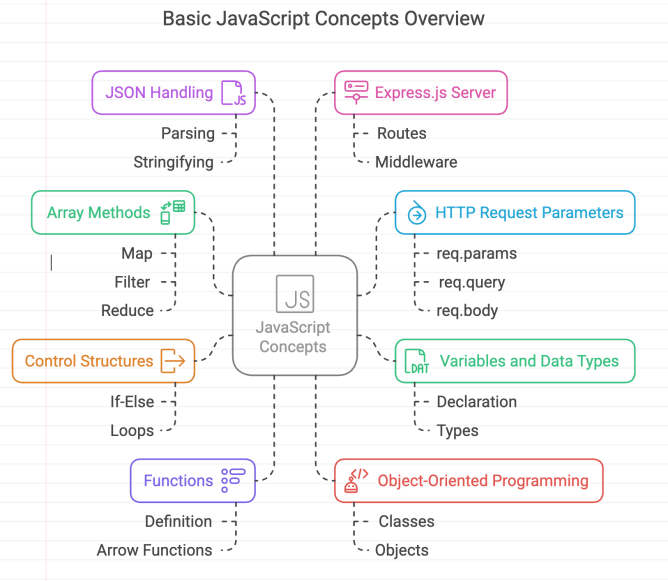 Basic JavaScript Concepts Overview
JSON Handling
JS
Parsing
Stringifying
Express.js Server
Routes
Middleware
Array Methods
Map
Filter
Reduce
HTTP Request Parameters
req.params
req.query
req.body
JS
JavaScript
Concepts
Control Structures
If-Else
Loops
DAT
Variables and Data Types
Declaration
Types
Functions
Definition
Arrow Functions
Object-Oriented Programming
Classes
Objects